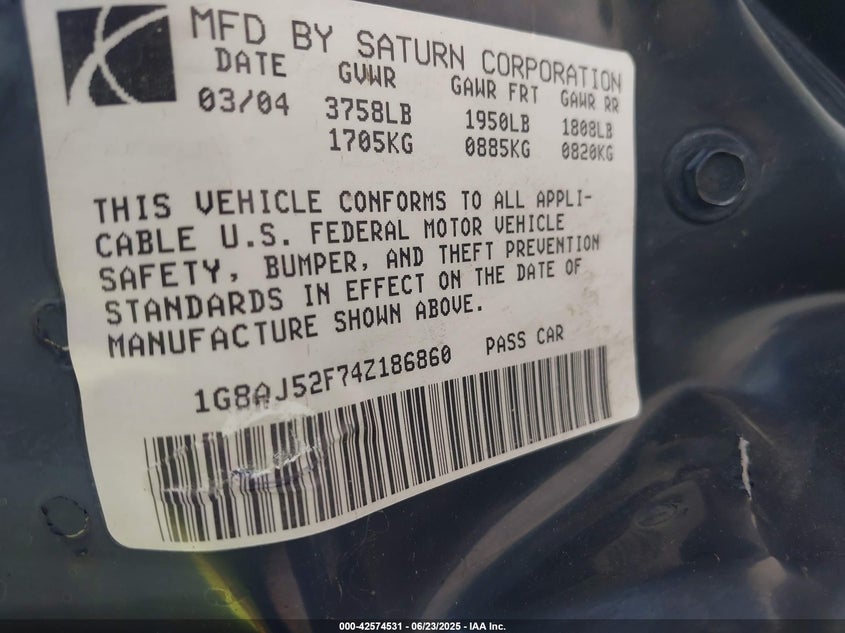 MFD BY SATURN CORPORATION
DATE GVWR GAWR FRT GAWR RR
03/04 3758LB 1950LB 1808LB
1705KG 0885KG 0820KG
THIS VEHICLE CONFORMS TO ALL APPLI-
CABLE U.S. FEDERAL MOTOR VEHICLE
SAFETY, BUMPER, AND THEFT PREVENTION
STANDARDS IN EFFECT ON THE DATE OF
MANUFACTURE SHOWN ABOVE.
1G8AJ52F74Z186860 PASS CAR
000-42574531 - 06/23/2025 - IAA Inc.